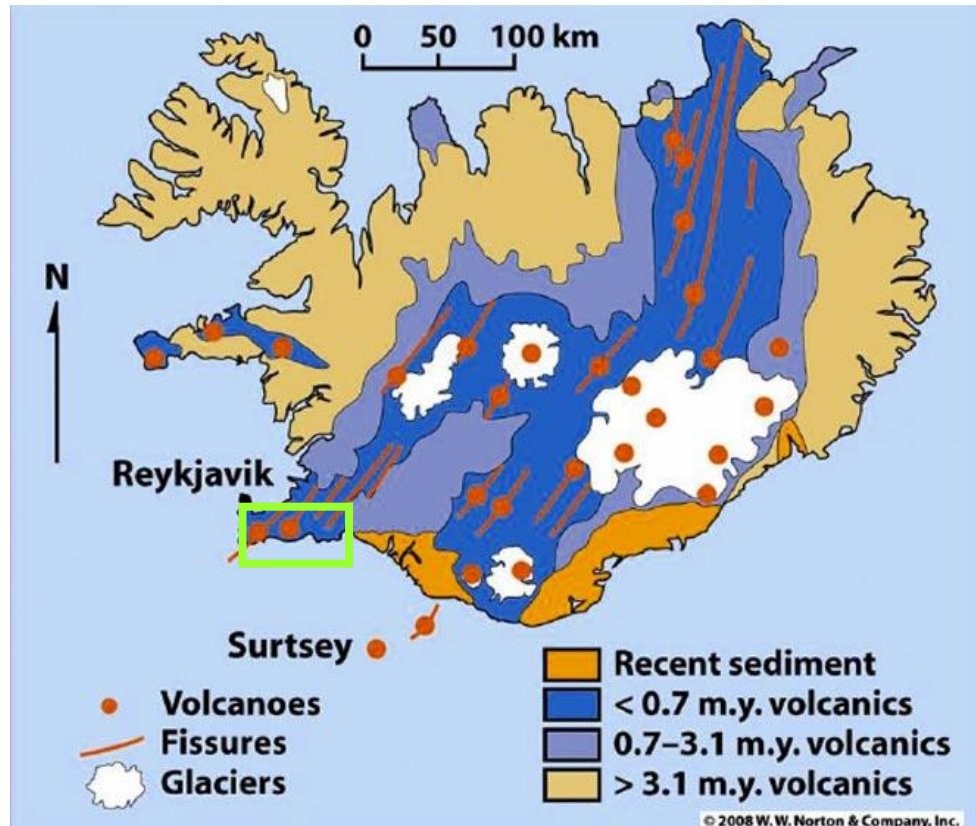 0 50 100 km
N
Reykjavik
Surtsey
Volcanoes
Fissures
Glaciers
Recent sediment
< 0.7 m.y. volcanics
0.7–3.1 m.y. volcanics
> 3.1 m.y. volcanics
© 2008 W. W. Norton & Company, Inc.